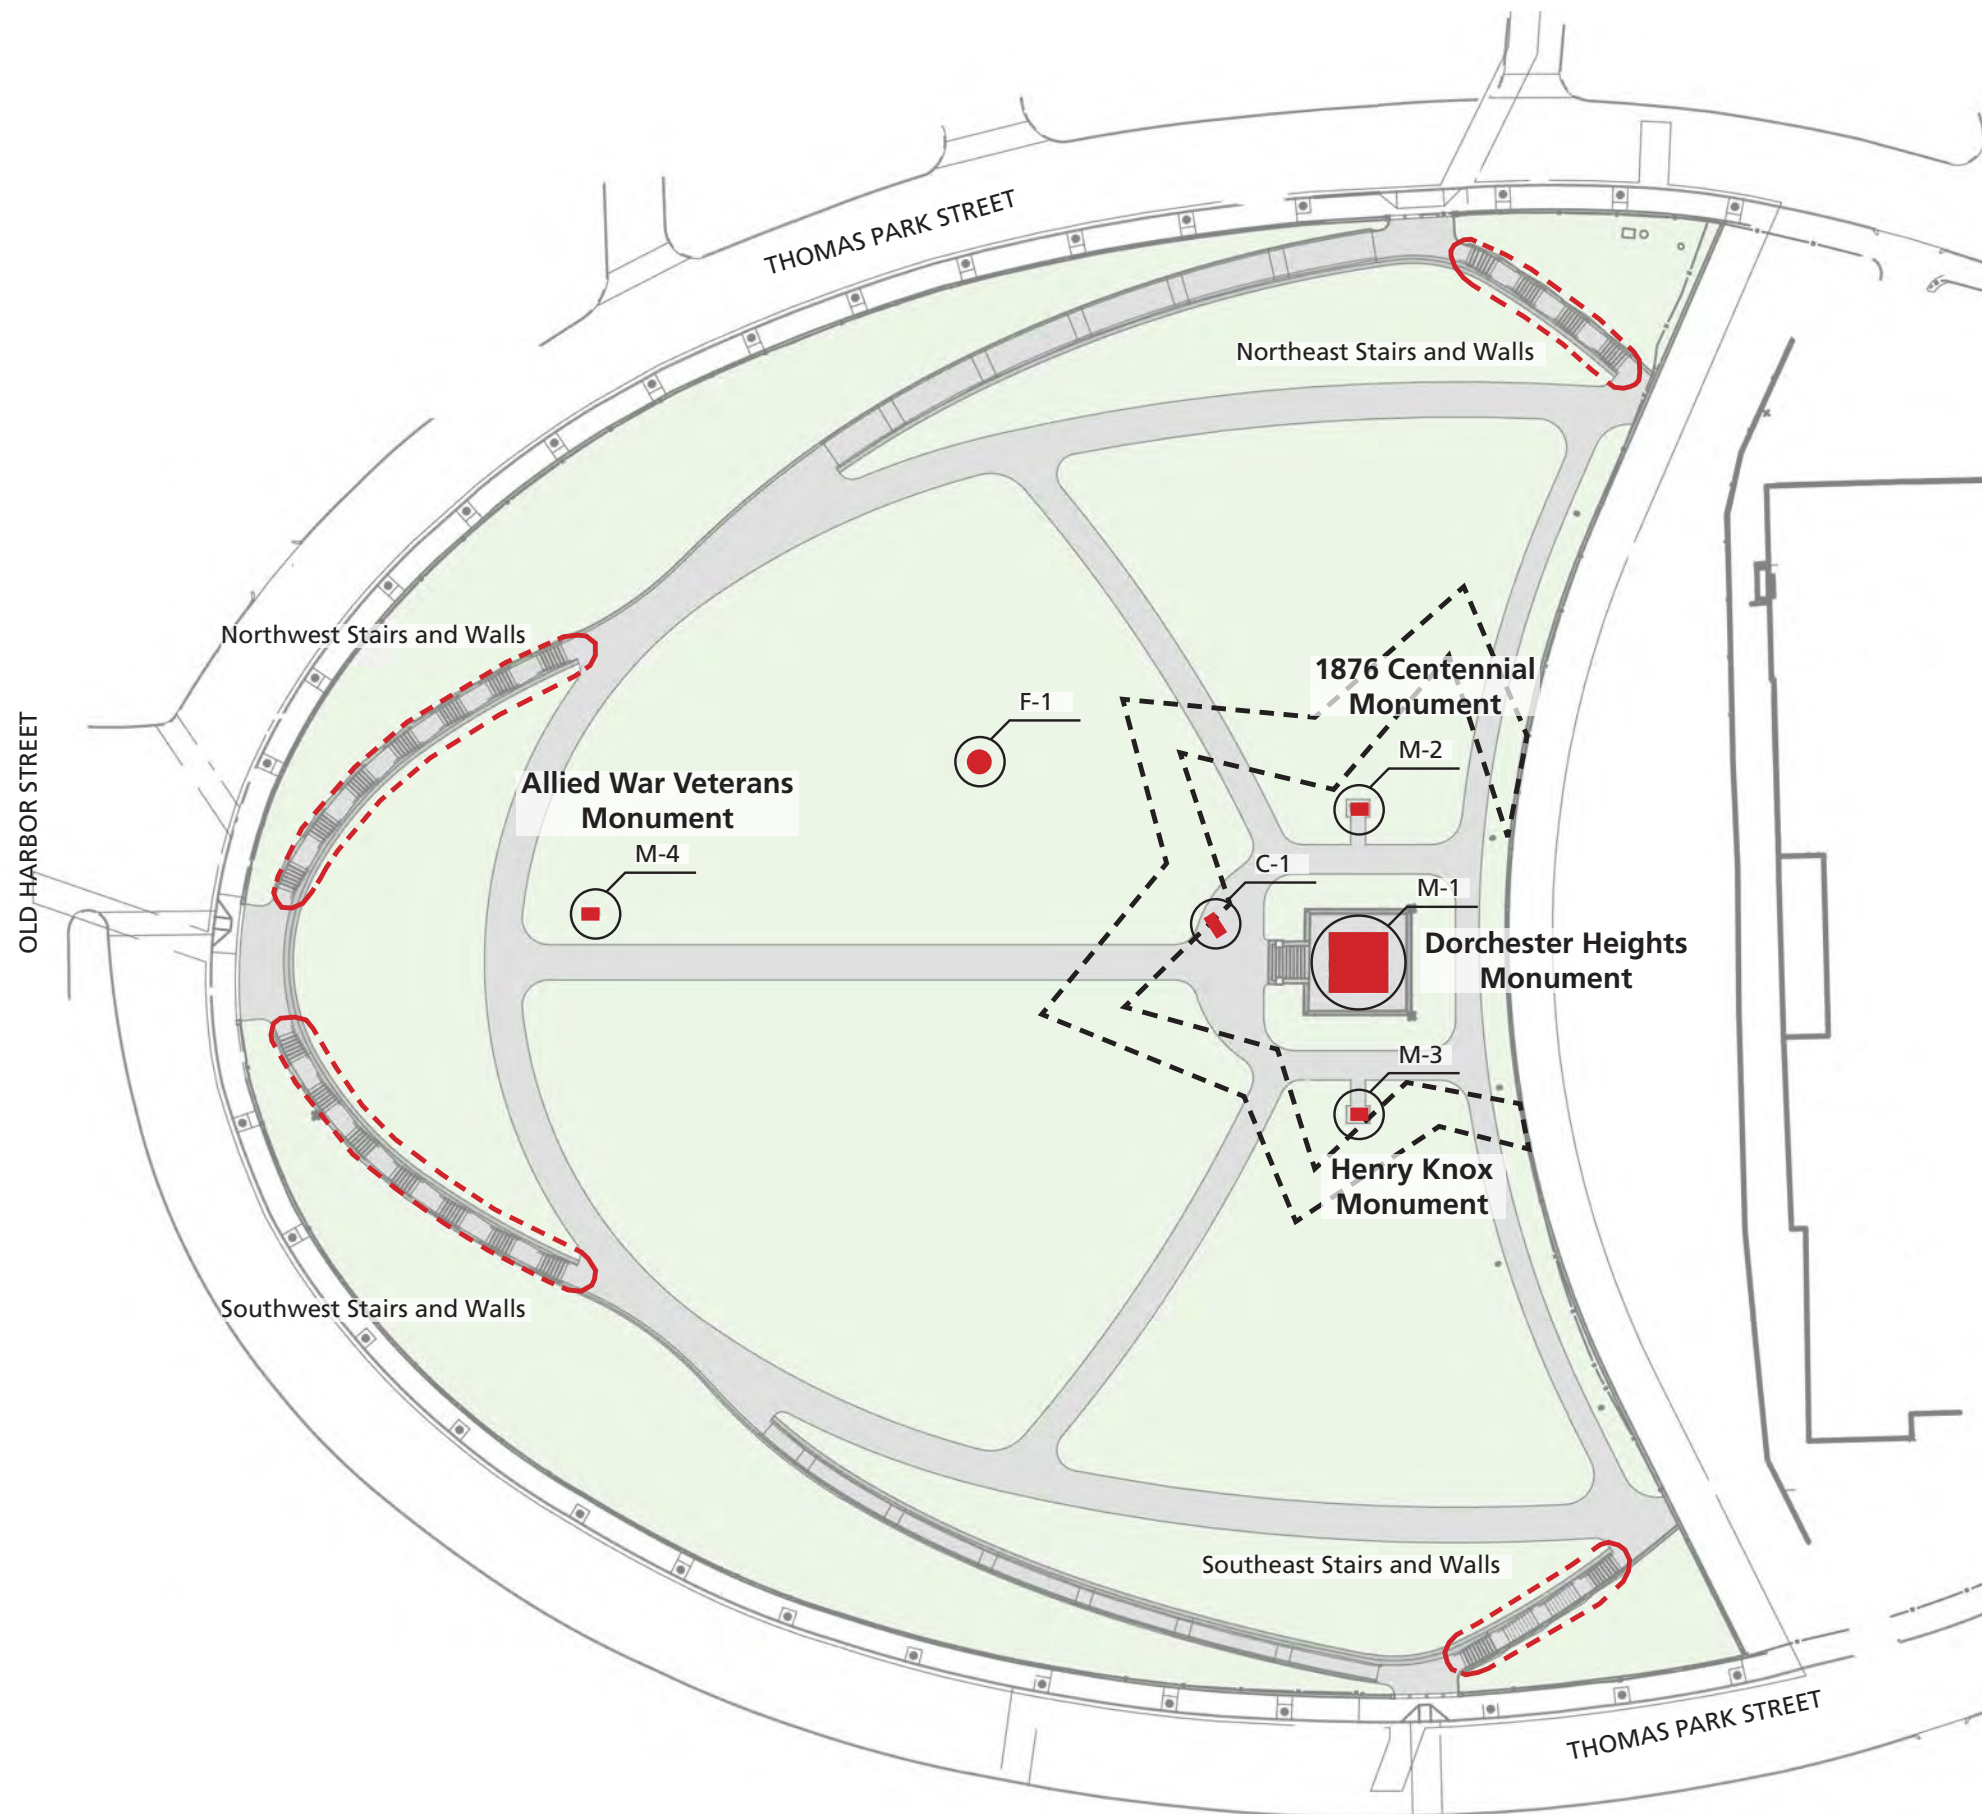 THOMAS PARK STREET
Northeast Stairs and Walls
Northwest Stairs and Walls
1876 Centennial
Monument
F-1
M-2
OLD HARBOR STREET
Allied War Veterans
Monument
M-4
C-1
M-1
Dorchester Heights
Monument
M-3
Henry Knox
Monument
Southwest Stairs and Walls
Southeast Stairs and Walls
THOMAS PARK STREET